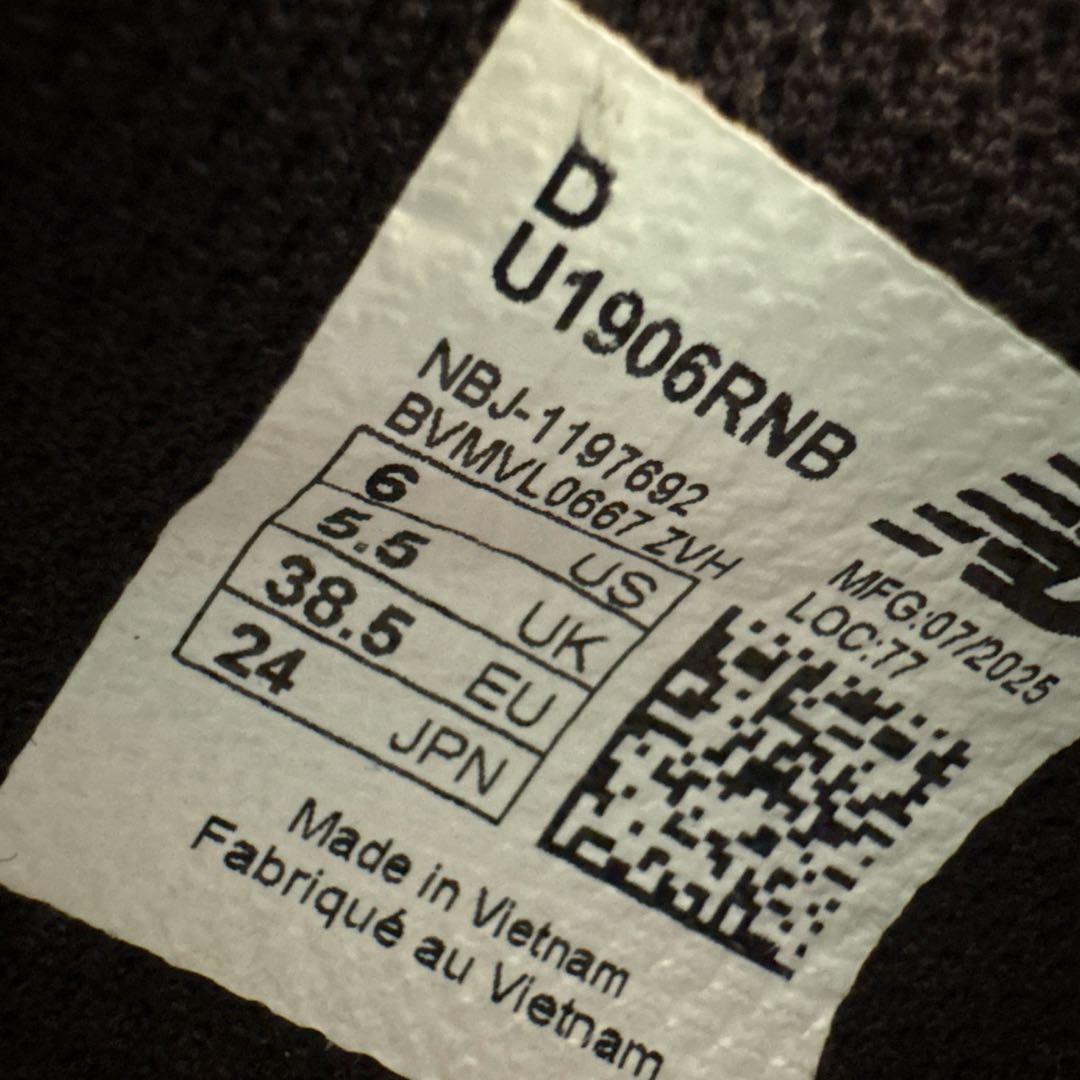 D
U1906RNB
NBJ-1197692
BVMVL0667 ZVH
6 US
5.5 UK
38.5 EU
24 JPN
MFG:07/2025
LOC:77
Made in Vietnam
Fabriqué au Vietnam